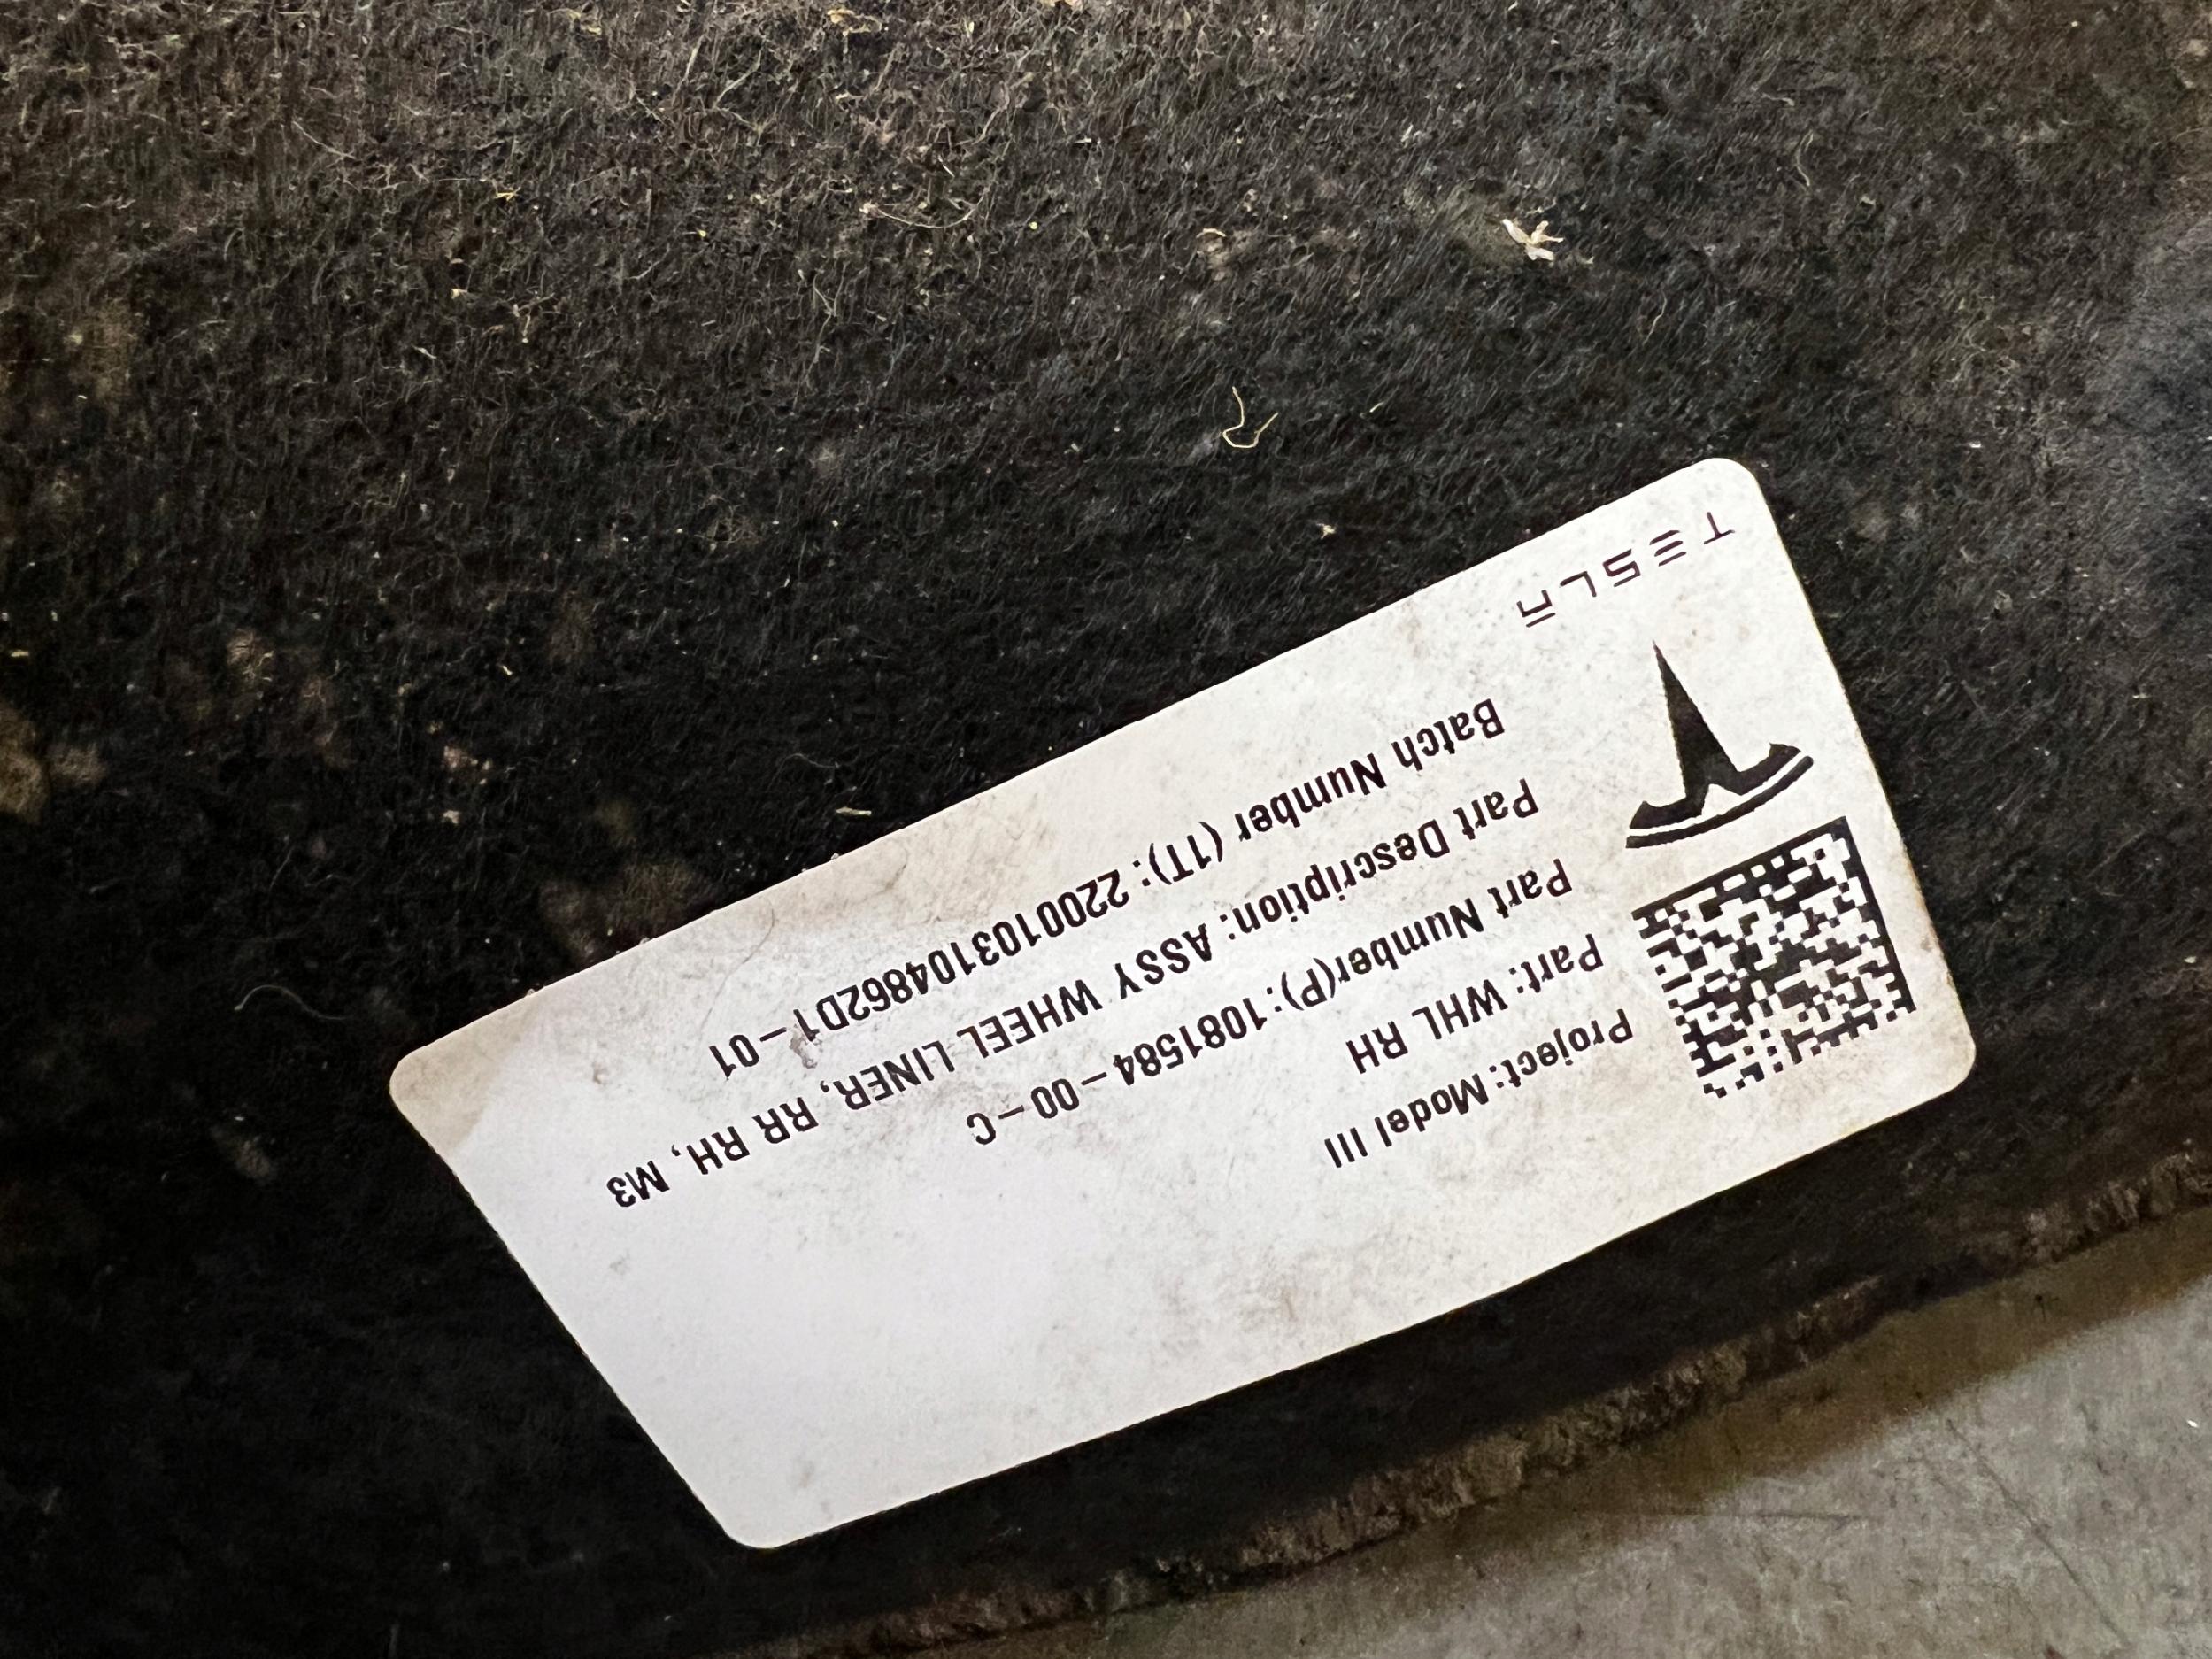 Project: Model III
Part: WHL RH
Part Number(P): 1081584-00-C
Part Description: ASSY WHEEL LINER, RR RH, M3
Batch Number (1T): 2200103104862D1-01
TESLA